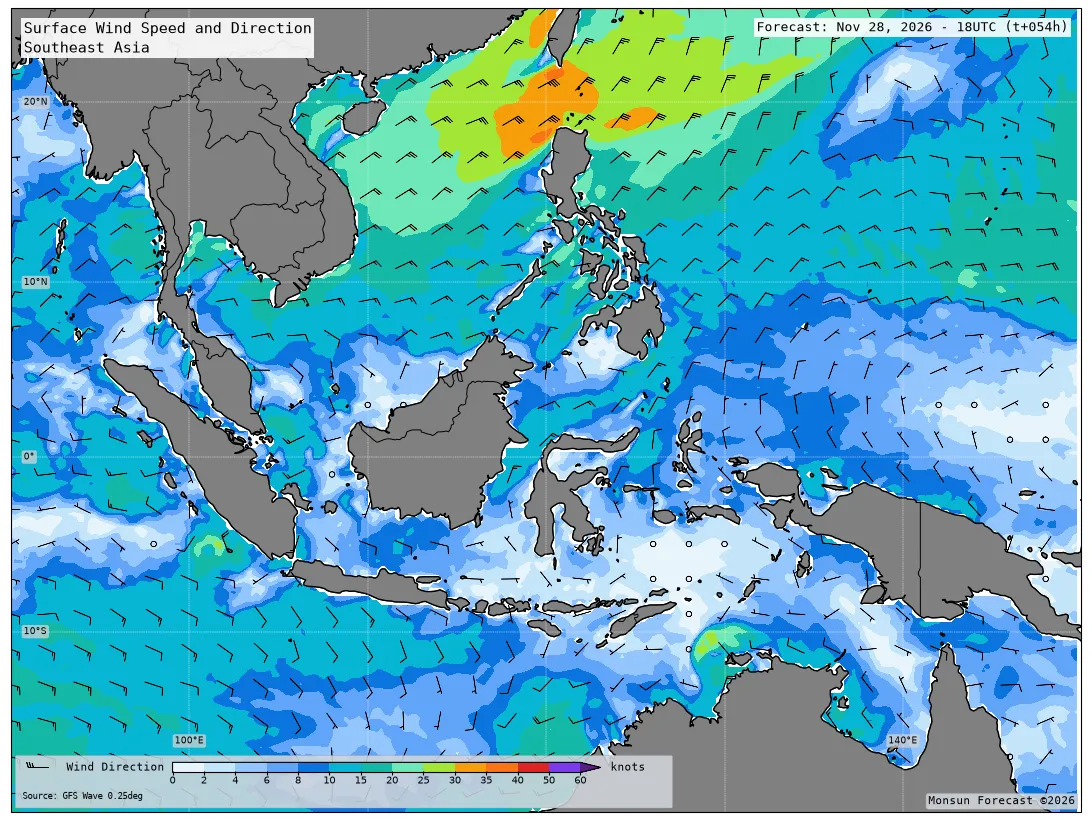 Surface Wind Speed and Direction
Southeast Asia
Forecast: Nov 28, 2026 - 18UTC (t+054h)
20°N
10°N
0°
10°S
100°E
140°E
Wind Direction
0 2 4 6 8 10 15 20 25 30 35 40 50 60
knots
Source: GFS Wave 0.25deg
Monsun Forecast ©2026